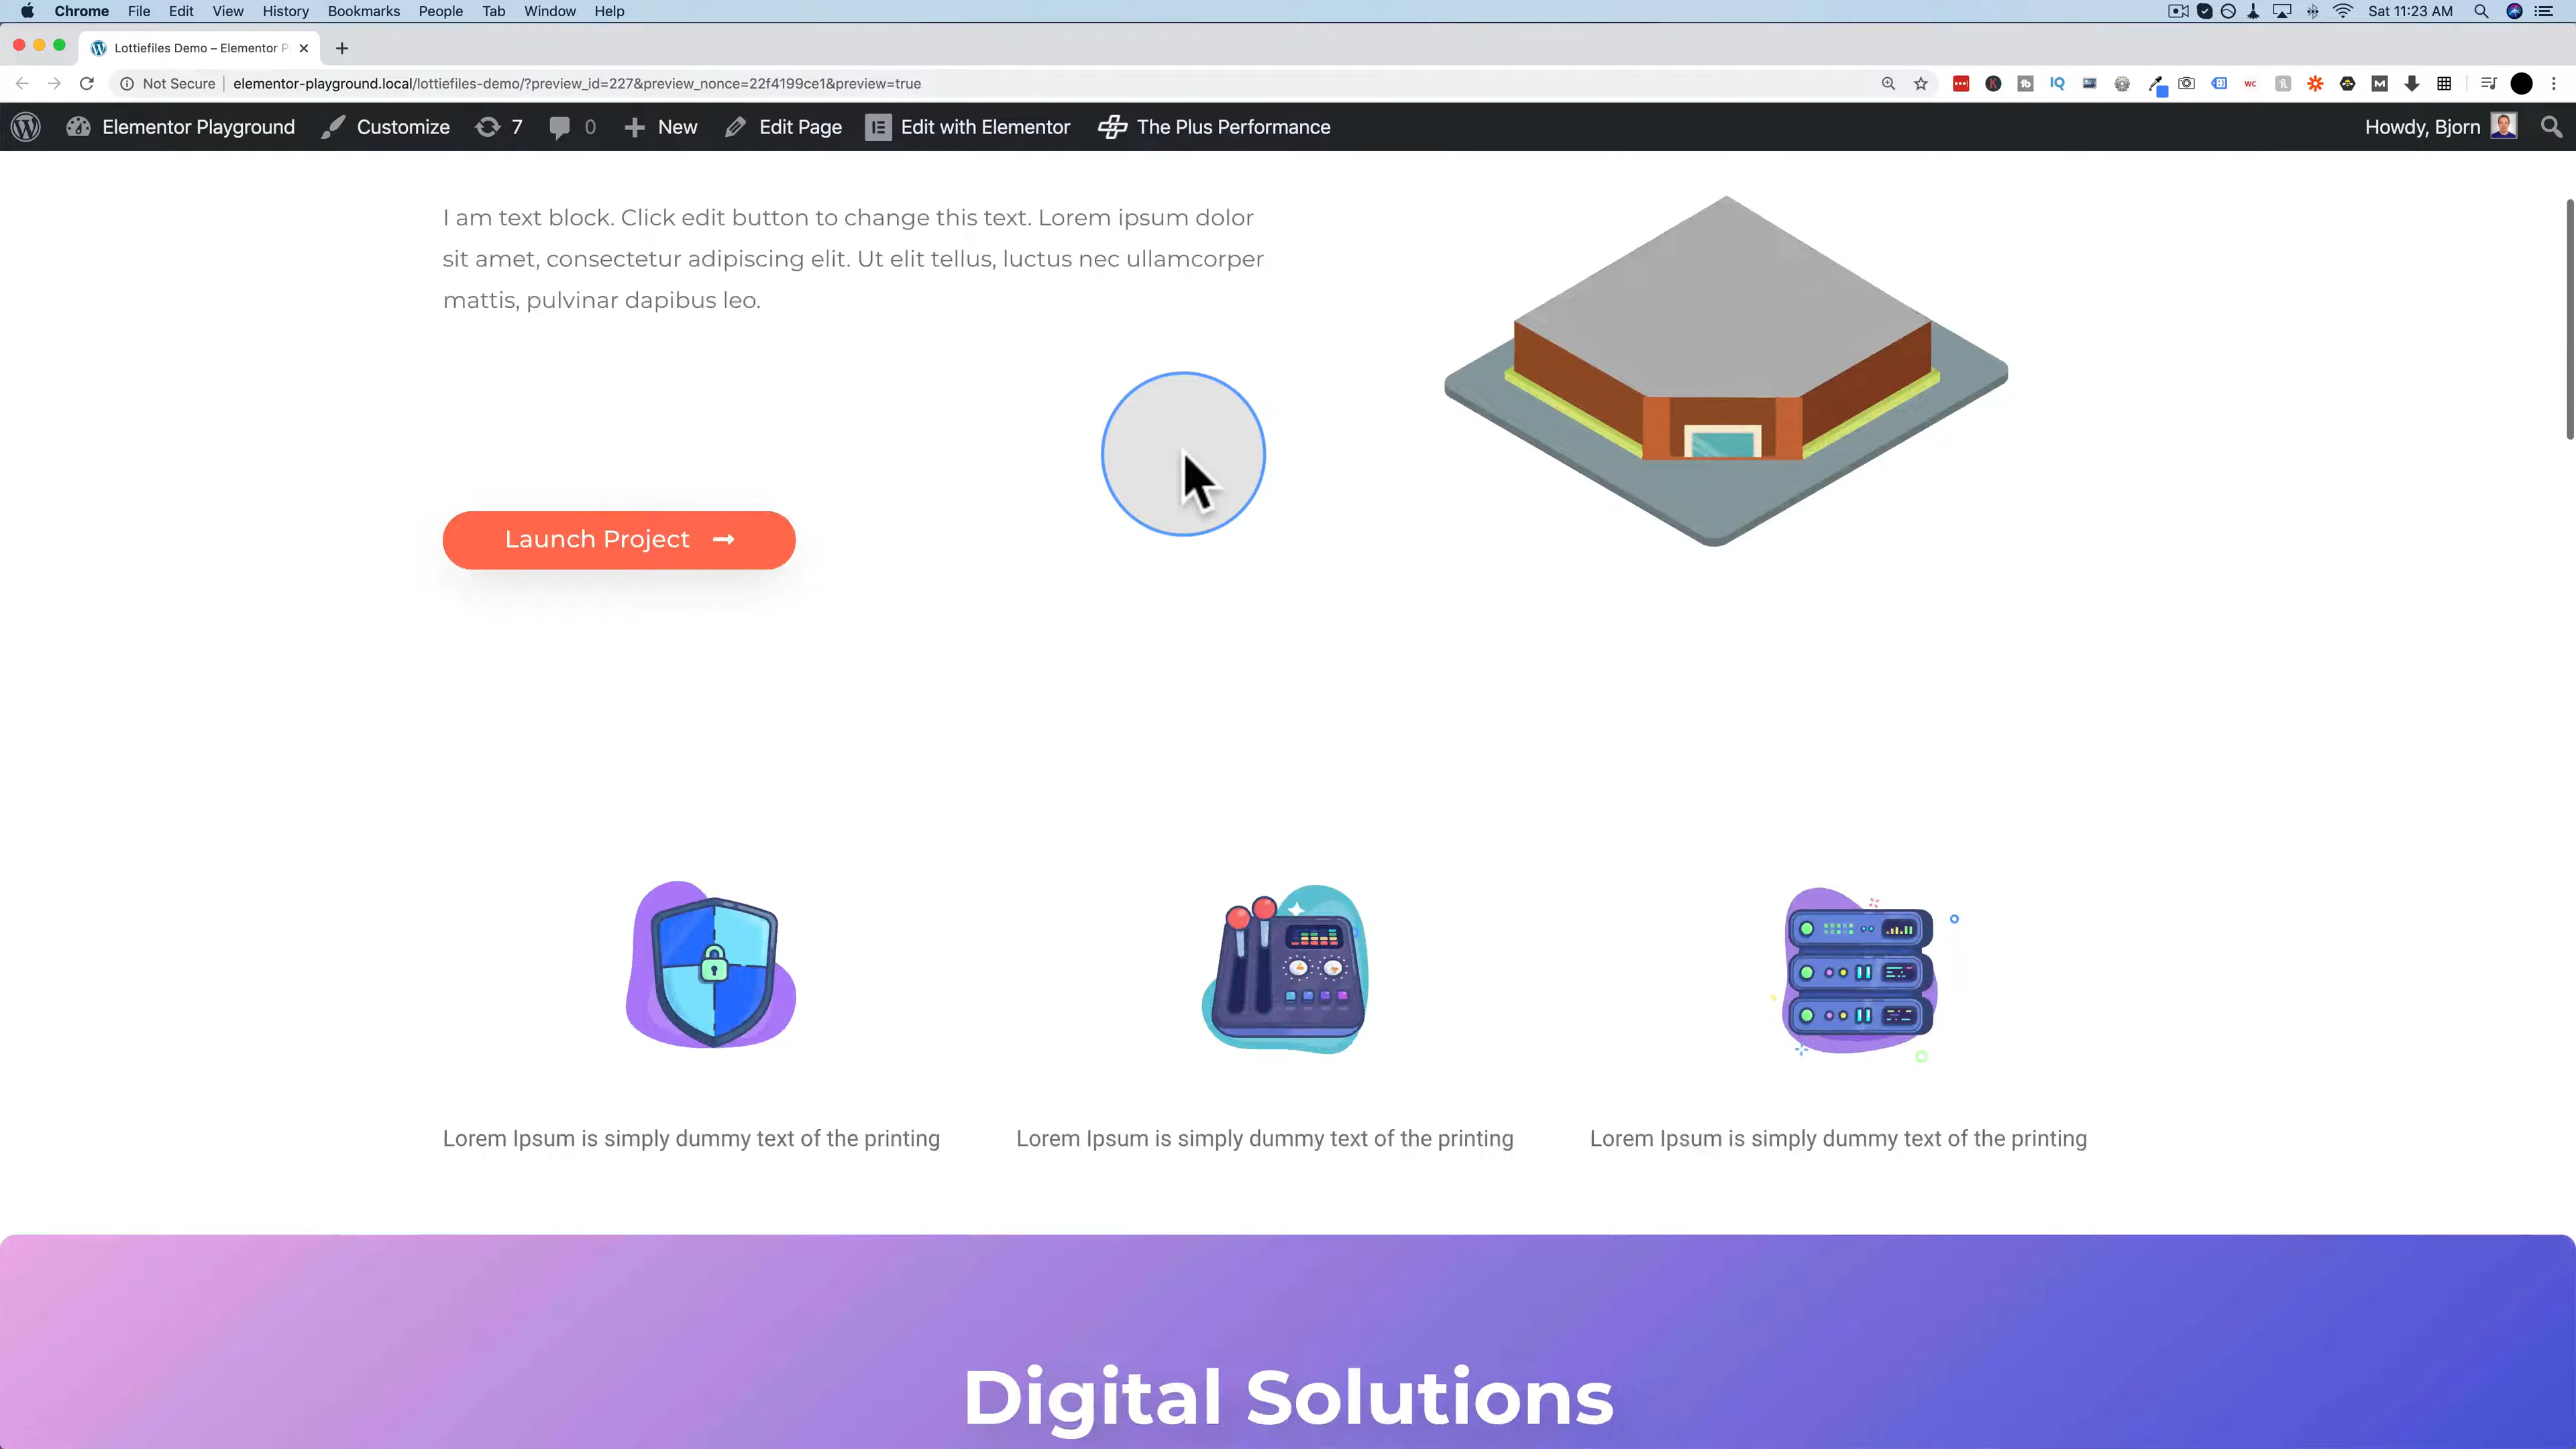 Chrome File Edit View History Bookmarks People Tab Window Help Sat 11:23 AM
Lottiefiles Demo – Elementor P
Not Secure elementor-playground.local/lottiefiles-demo/?preview_id=227&preview_nonce=22f4199ce1&preview=true
Elementor Playground Customize 7 0 New Edit Page Edit with Elementor The Plus Performance Howdy, Bjorn
I am text block. Click edit button to change this text. Lorem ipsum dolor
sit amet, consectetur adipiscing elit. Ut elit tellus, luctus nec ullamcorper
mattis, pulvinar dapibus leo.
Launch Project
Lorem Ipsum is simply dummy text of the printing
Lorem Ipsum is simply dummy text of the printing
Lorem Ipsum is simply dummy text of the printing
Digital Solutions